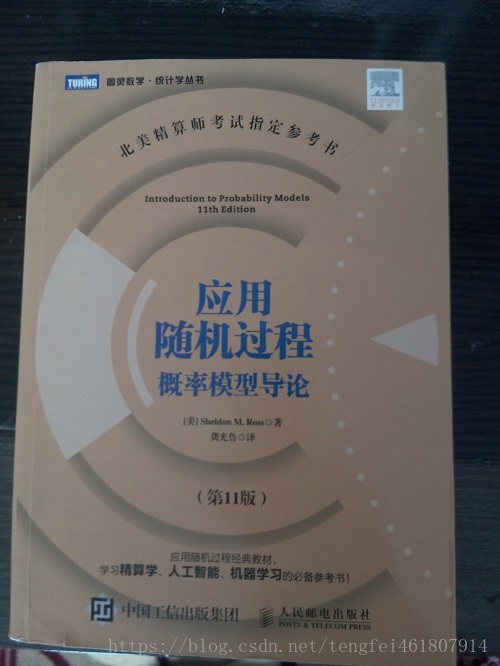 TURING
图灵数学·统计学丛书
北美精算师考试指定参考书
Introduction to Probability Models
11th Edition
应用
随机过程
概率模型导论
[美] Sheldon M. Ross ◇ 著
龚光鲁 ◇ 译
(第11版)
应用随机过程经典教材,
学习精算学、人工智能、机器学习的必备参考书!
中国工信出版集团
人民邮电出版社
POSTS & TELECOM PRESS
https://blog.csdn.net/tengfei461807914